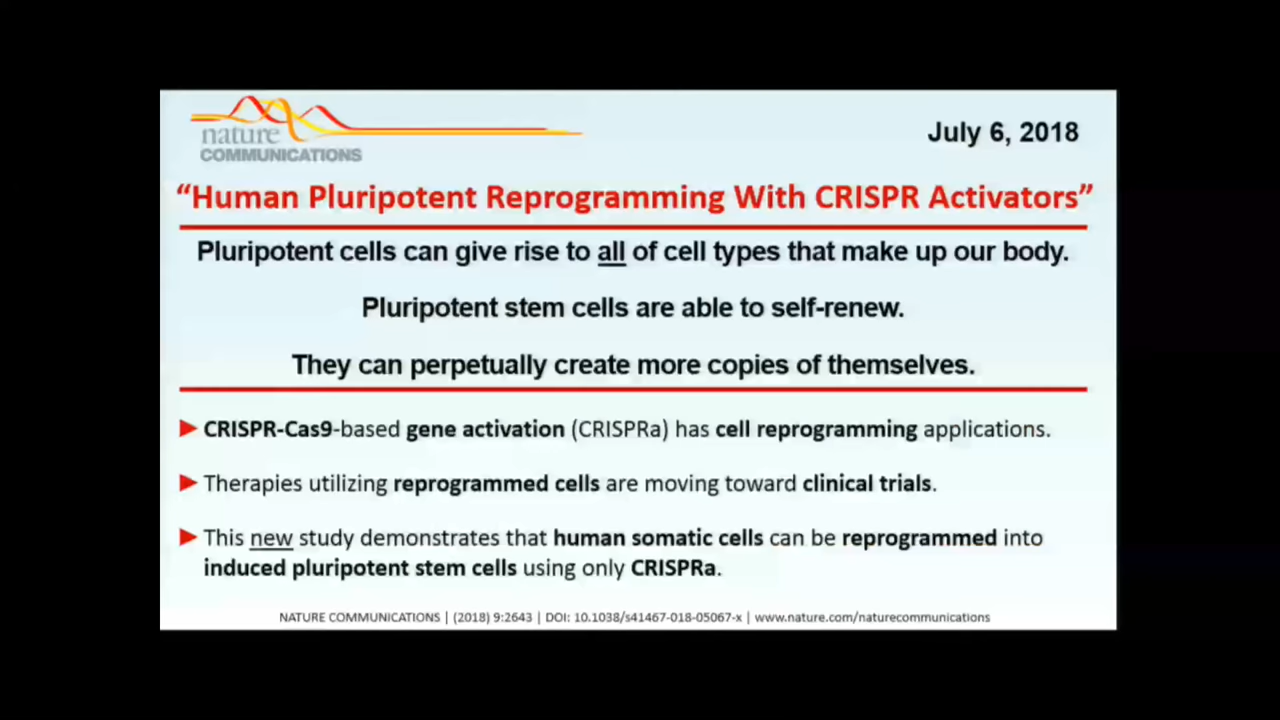 nature
COMMUNICATIONS
July 6, 2018
“Human Pluripotent Reprogramming With CRISPR Activators”
Pluripotent cells can give rise to all of cell types that make up our body.
Pluripotent stem cells are able to self-renew.
They can perpetually create more copies of themselves.
CRISPR-Cas9-based gene activation (CRISPRa) has cell reprogramming applications.
Therapies utilizing reprogrammed cells are moving toward clinical trials.
This new study demonstrates that human somatic cells can be reprogrammed into
induced pluripotent stem cells using only CRISPRa.
NATURE COMMUNICATIONS | (2018) 9:2643 | DOI: 10.1038/s41467-018-05067-x | www.nature.com/naturecommunications